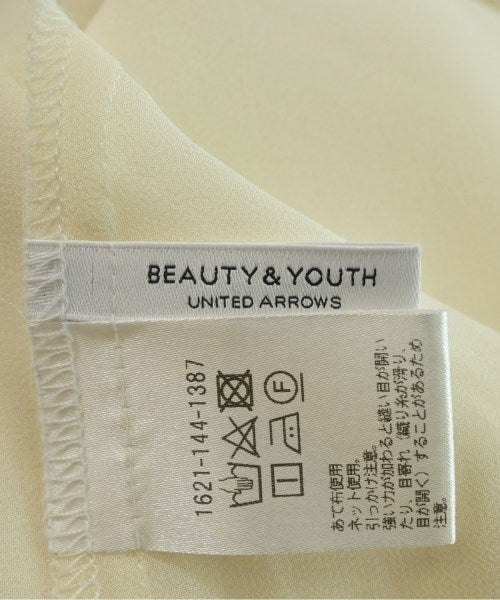 BEAUTY & YOUTH
UNITED ARROWS
1621-144-1387
F
あて布使用
ネット使用。
引っかけ注意。
強い力が加わると縫い目が開い
たり、目寄れ（織り糸が滑り、
目が開く）することがあるため
注意。